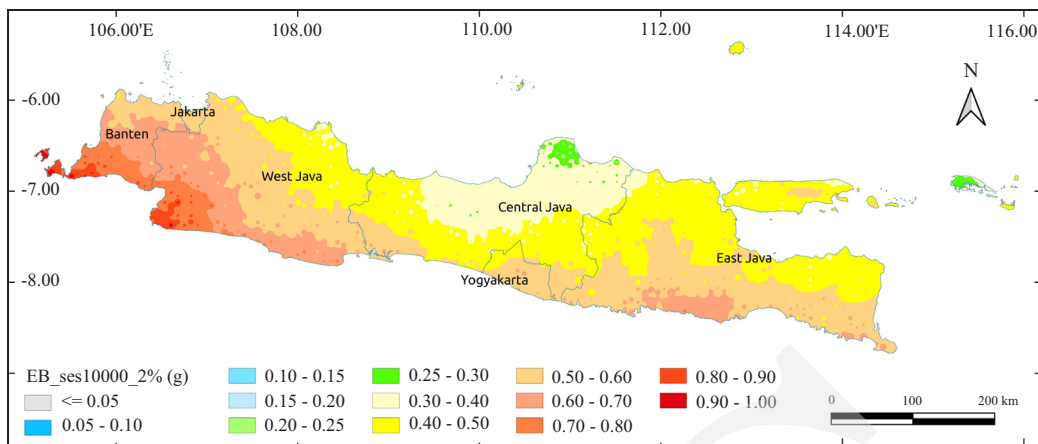 106.00'E 108.00 110.00 112.00 114.00'E 116.00
N
-6.00
Jakarta
Banten
West Java
-7.00
Central Java
East Java
Yogyakarta
-8.00
EB_ses10000_2% (g)
<= 0.05
0.05 - 0.10
0.10 - 0.15
0.15 - 0.20
0.20 - 0.25
0.25 - 0.30
0.30 - 0.40
0.40 - 0.50
0.50 - 0.60
0.60 - 0.70
0.70 - 0.80
0.80 - 0.90
0.90 - 1.00
0 100 200 km